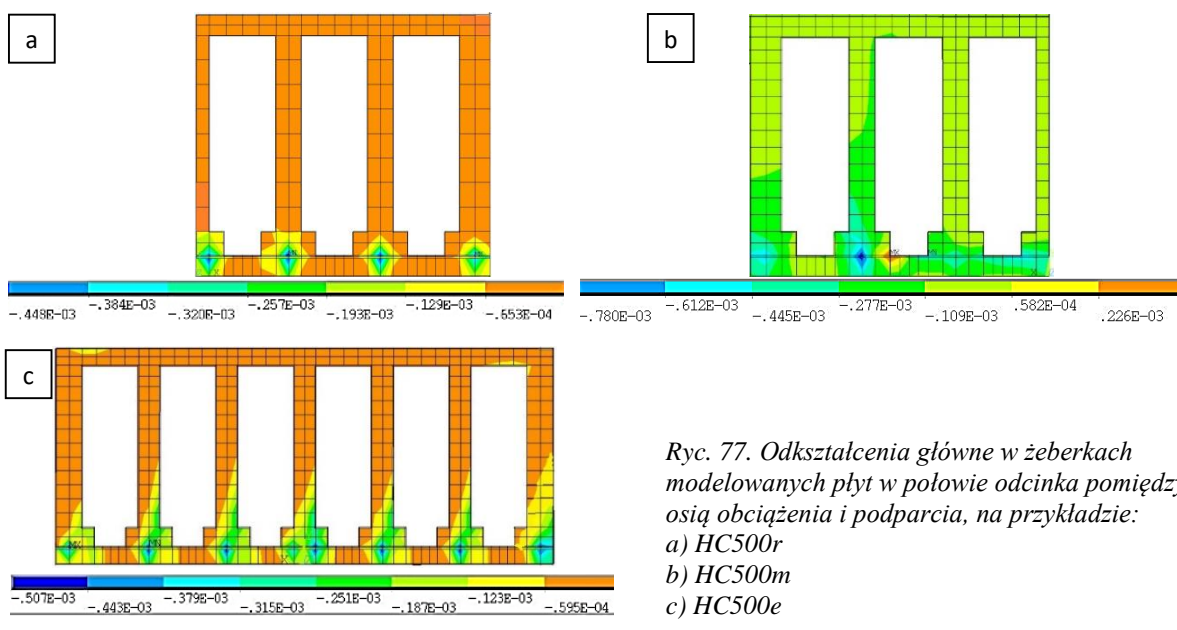 a
b
-.448E-03
-.384E-03
-.320E-03
-.257E-03
-.193E-03
-.129E-03
-.653E-04
-.780E-03
-.612E-03
-.445E-03
-.277E-03
-.109E-03
.582E-04
.226E-03
c
-.507E-03
-.443E-03
-.379E-03
-.315E-03
-.251E-03
-.187E-03
-.123E-03
-.595E-04
Ryc. 77. Odkształcenia główne w żeberkach
modelowanych płyt w połowie odcinka pomiędzy
osią obciążenia i podparcia, na przykładzie:
a) HC500r
b) HC500m
c) HC500e